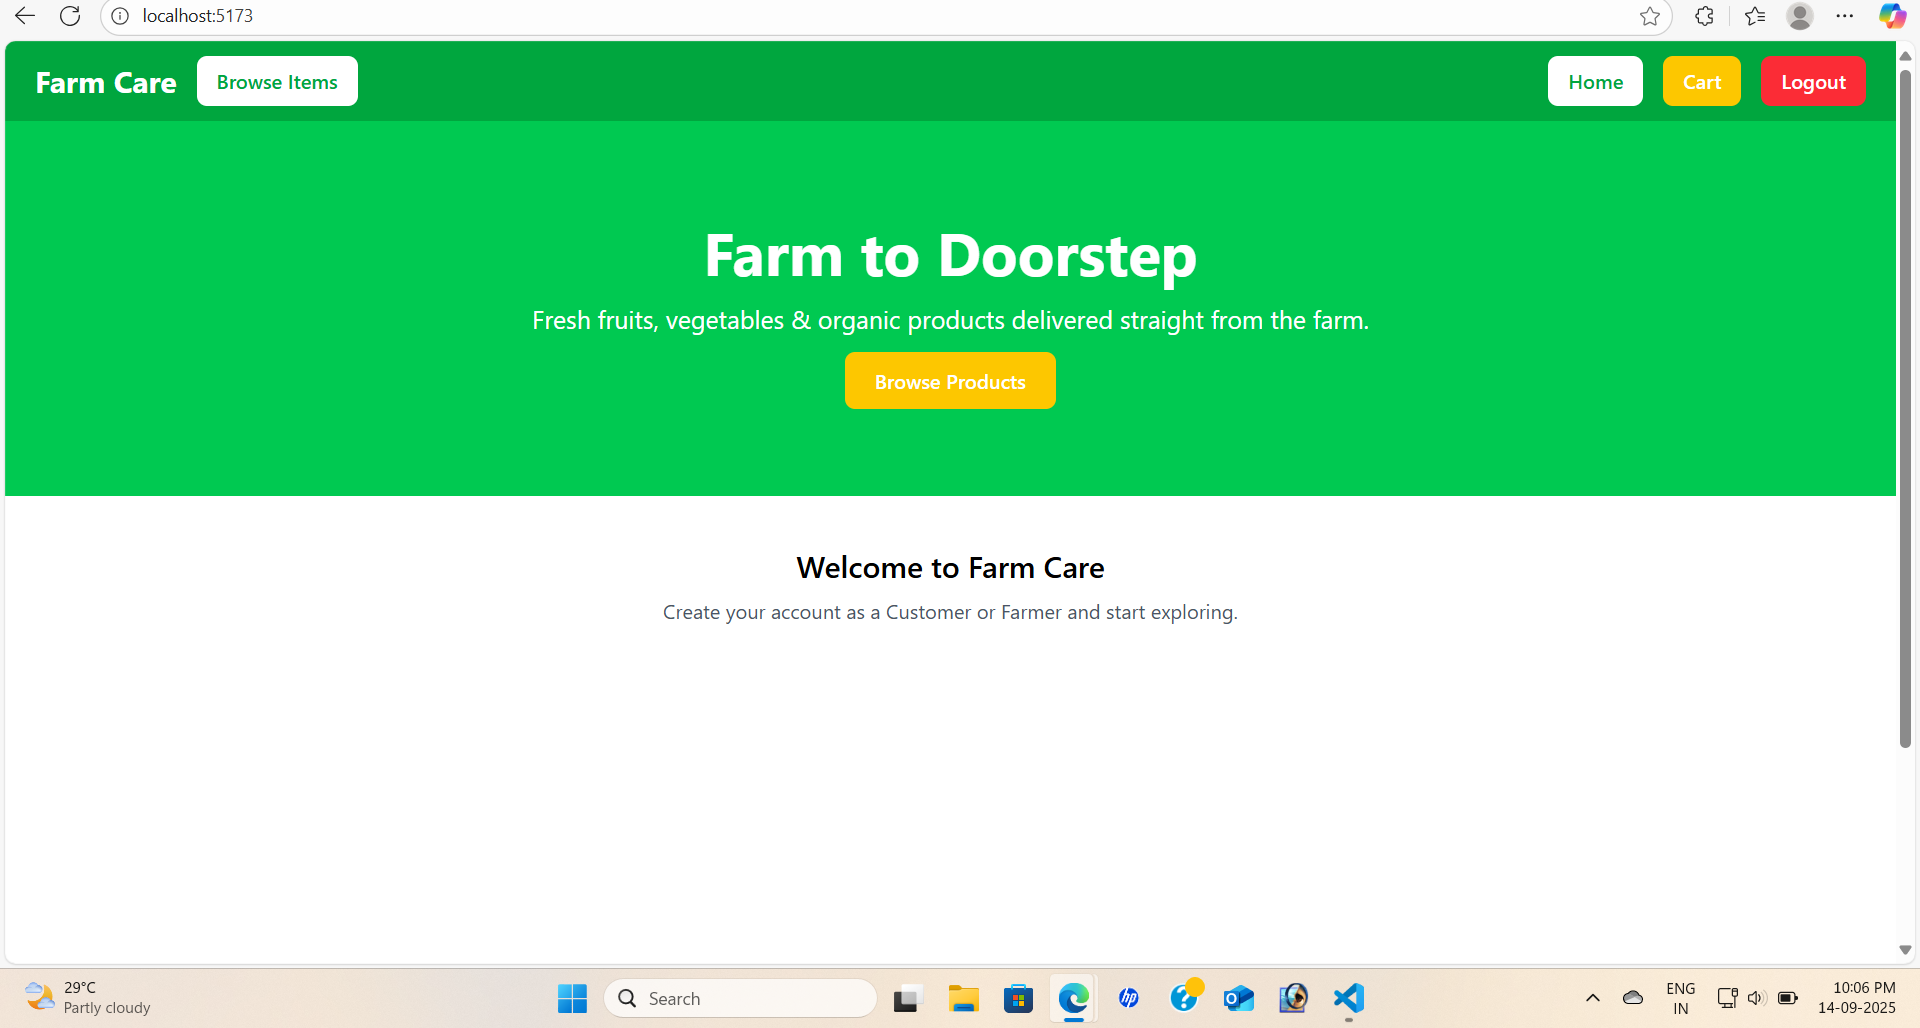 localhost:5173
Farm Care
Browse Items
Home
Cart
Logout
Farm to Doorstep
Fresh fruits, vegetables & organic products delivered straight from the farm.
Browse Products
Welcome to Farm Care
Create your account as a Customer or Farmer and start exploring.
29°C
Partly cloudy
Search
hp
ENG
IN
10:06 PM
14-09-2025